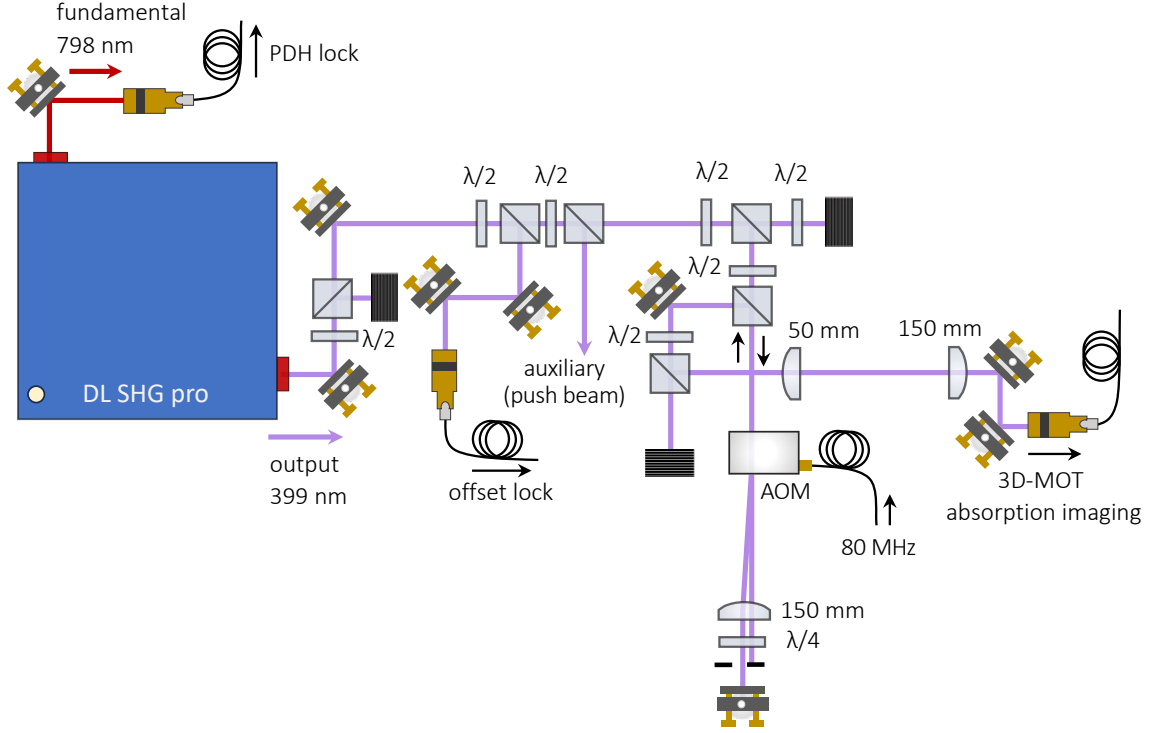 fundamental
798 nm
PDH lock
λ/2
λ/2
λ/2
λ/2
λ/2
λ/2
λ/2
50 mm
150 mm
auxiliary
(push beam)
DL SHG pro
output
399 nm
offset lock
AOM
80 MHz
3D-MOT
absorption imaging
150 mm
λ/4